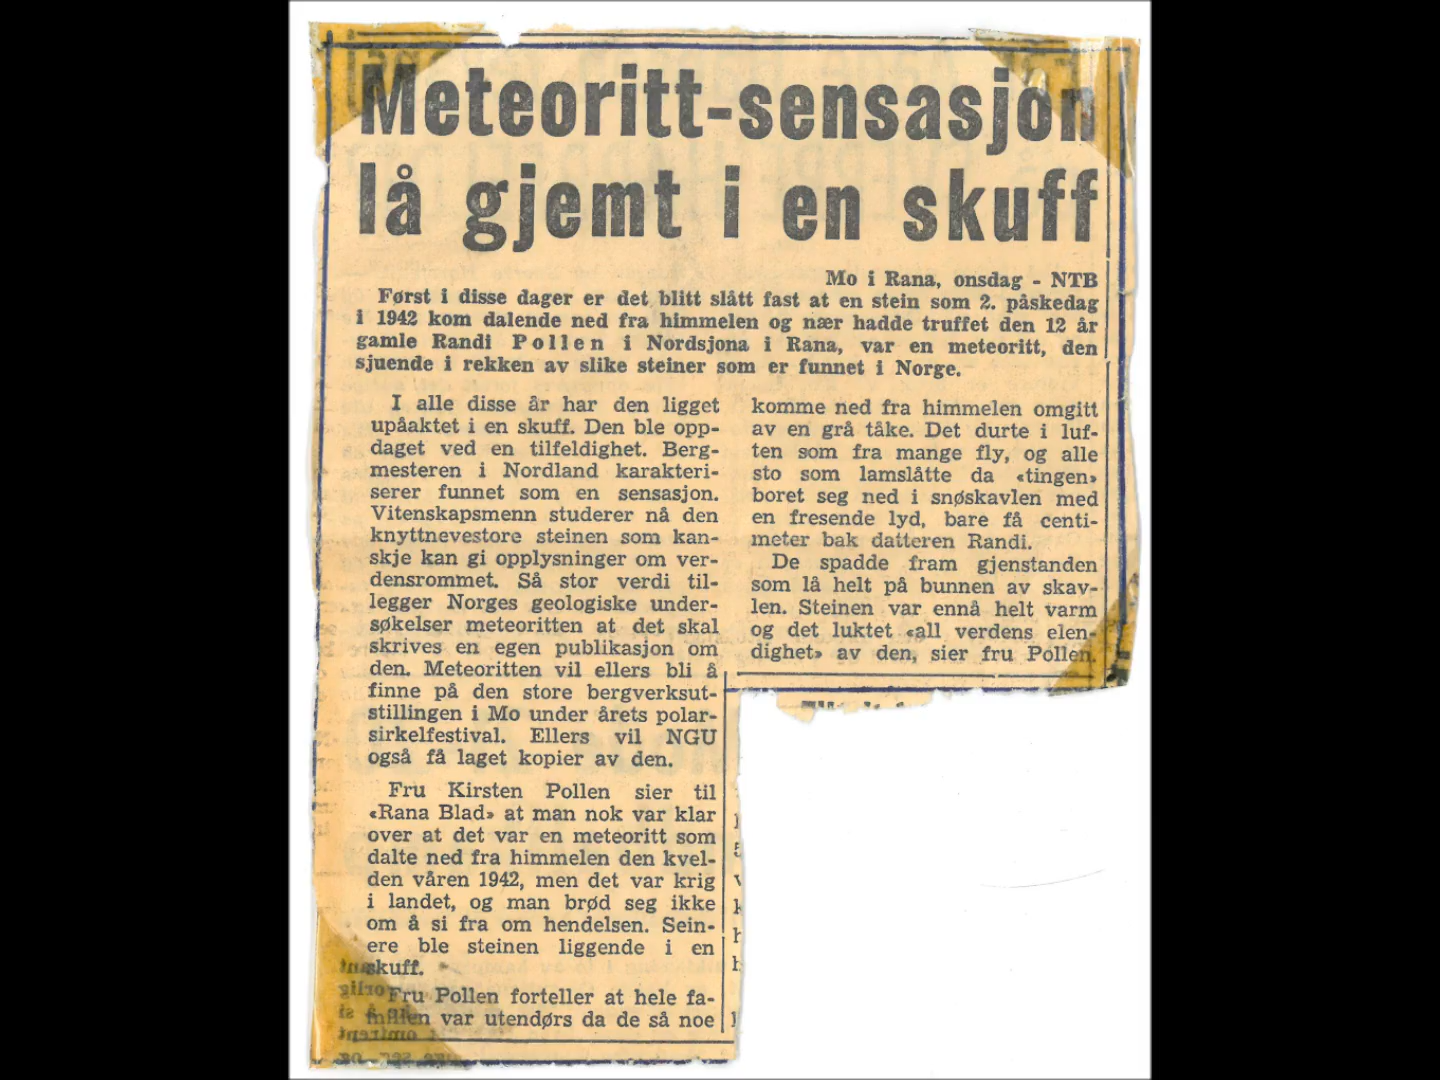 Meteoritt-sensasjon
lå gjemt i en skuff
Mo i Rana, onsdag - NTB
Først i disse dager er det blitt slått fast at en stein som 2. påskedag
i 1942 kom dalende ned fra himmelen og nær hadde truffet den 12 år
gamle Randi Pollen i Nordsjona i Rana, var en meteoritt, den
sjuende i rekken av slike steiner som er funnet i Norge.
I alle disse år har den ligget
upåaktet i en skuff. Den ble opp-
daget ved en tilfeldighet. Berg-
mesteren i Nordland karakteri-
serer funnet som en sensasjon.
Vitenskapsmenn studerer nå den
knyttnevestore steinen som kan-
skje kan gi opplysninger om ver-
densrommet. Så stor verdi til-
legger Norges geologiske under-
søkelser meteoritten at det skal
skrives en egen publikasjon om
den. Meteoritten vil ellers bli å
finne på den store bergverksut-
stillingen i Mo under årets polar-
sirkelfestival. Ellers vil NGU
også få laget kopier av den.
Fru Kirsten Pollen sier til
«Rana Blad» at man nok var klar
over at det var en meteoritt som
dalte ned fra himmelen den kvel-
den våren 1942, men det var krig
i landet, og man brød seg ikke
om å si fra om hendelsen. Sein-
ere ble steinen liggende i en
skuff.
Fru Pollen forteller at hele fa-
milien var utendørs da de så noe
komme ned fra himmelen omgitt
av en grå tåke. Det durte i luf-
ten som fra mange fly, og alle
sto som lamslåtte da «tingen»
boret seg ned i snøskavlen med
en fresende lyd, bare få centi-
meter bak datteren Randi.
De spadde fram gjenstanden
som lå helt på bunnen av skav-
len. Steinen var ennå helt varm
og det luktet «all verdens elen-
dighet» av den, sier fru Pollen.